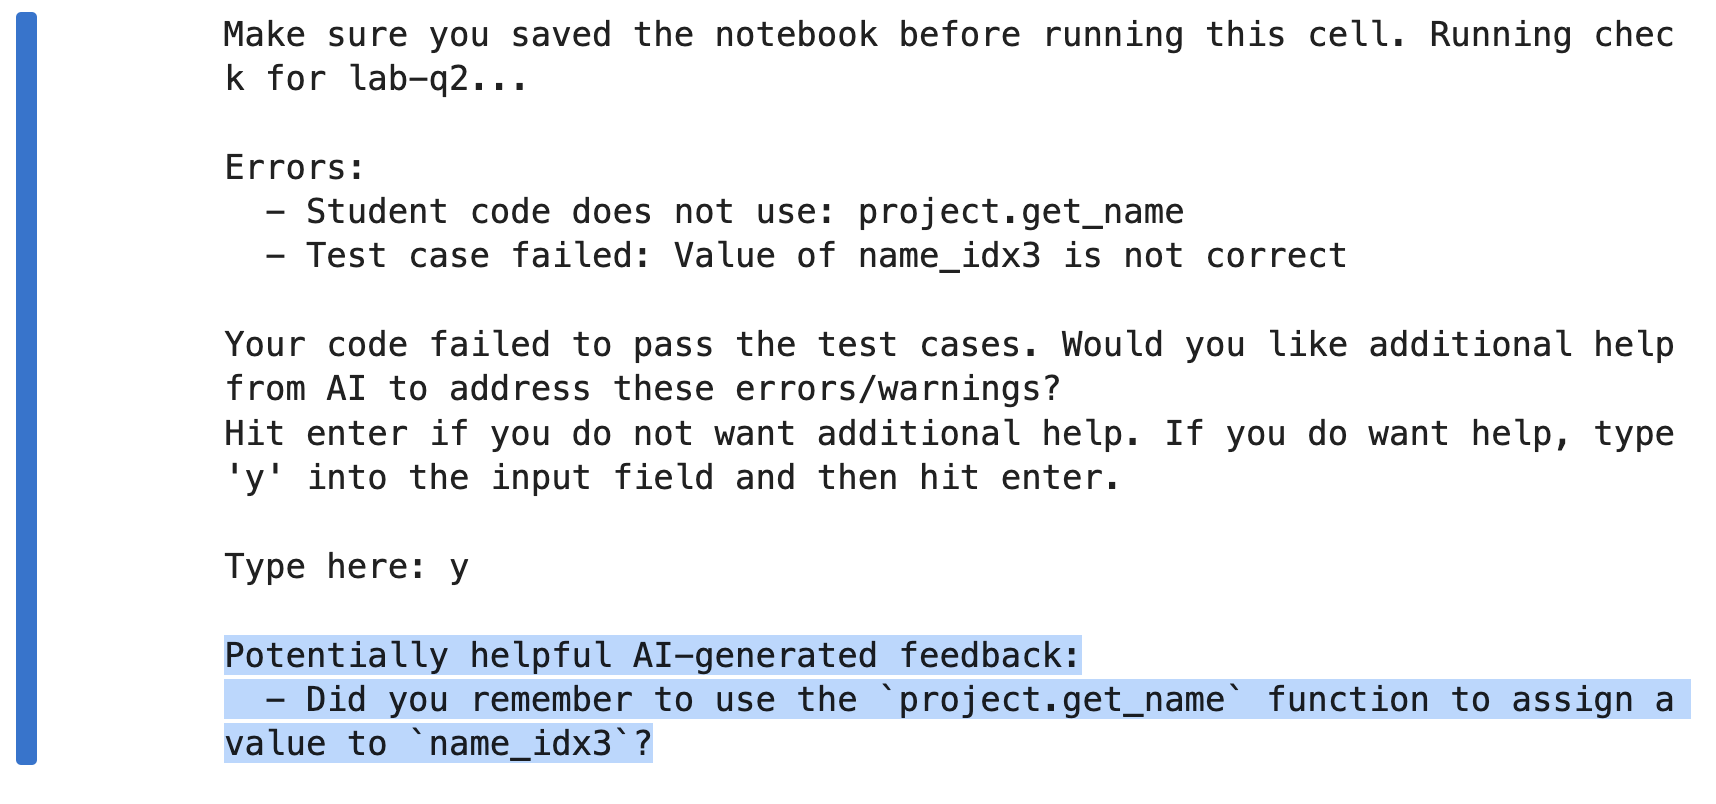 Make sure you saved the notebook before running this cell. Running chec
k for lab-q2...
Errors:
  - Student code does not use: project.get_name
  - Test case failed: Value of name_idx3 is not correct
Your code failed to pass the test cases. Would you like additional help
from AI to address these errors/warnings?
Hit enter if you do not want additional help. If you do want help, type
'y' into the input field and then hit enter.
Type here: y
Potentially helpful AI-generated feedback:
  - Did you remember to use the `project.get_name` function to assign a
value to `name_idx3`?